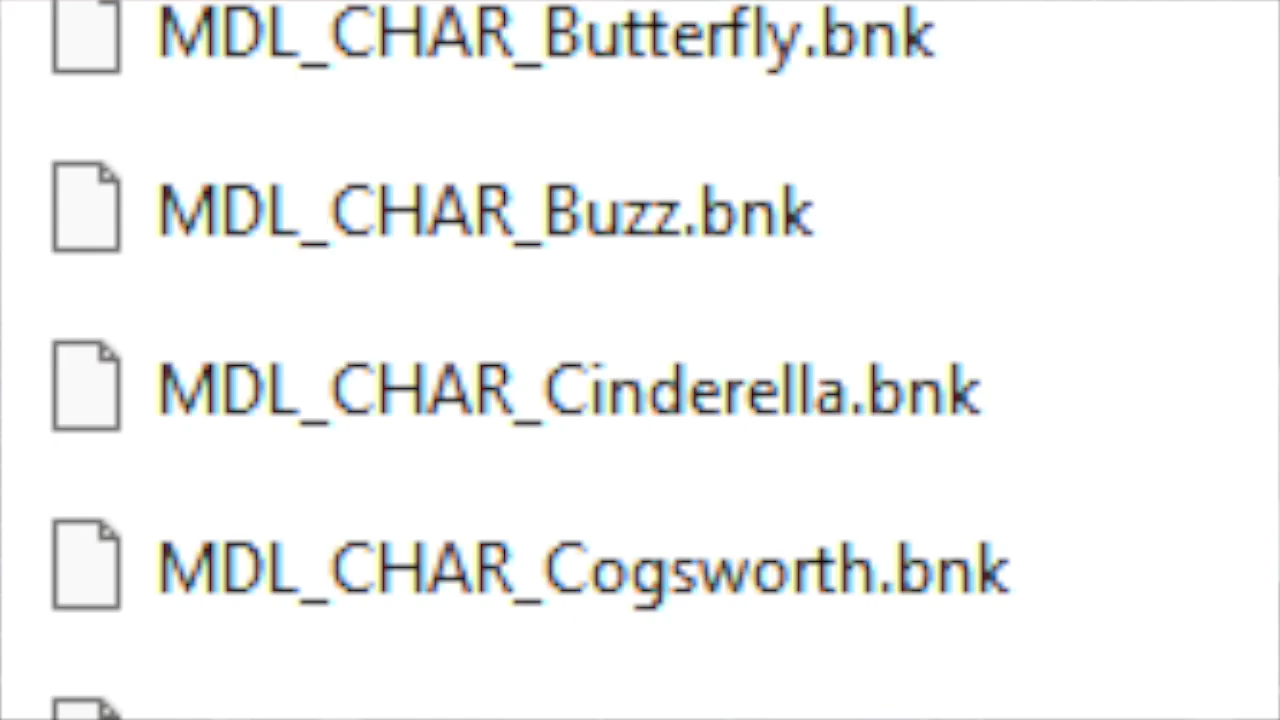 MDL_CHAR_Butterfly.bnk
MDL_CHAR_Buzz.bnk
MDL_CHAR_Cinderella.bnk
MDL_CHAR_Cogsworth.bnk